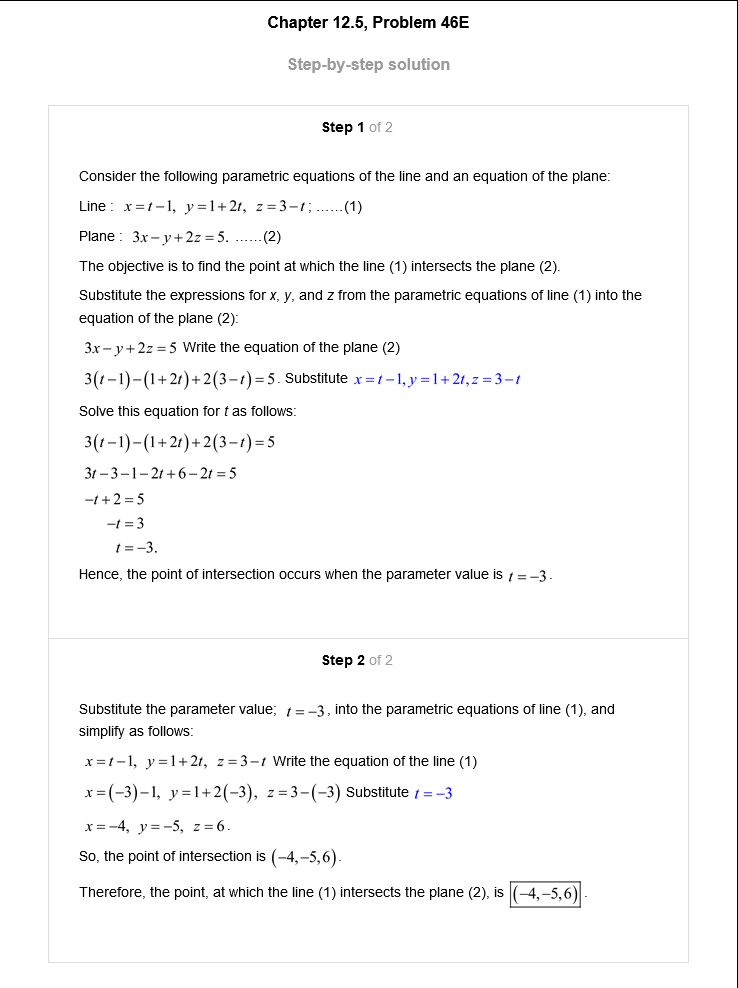 Chapter 12.5, Problem 46E
Step-by-step solution
Step 1 of 2
Consider the following parametric equations of the line and an equation of the plane:
Line : x = t − 1, y = 1 + 2t, z = 3 − t; ......(1)
Plane : 3x − y + 2z = 5. ......(2)
The objective is to find the point at which the line (1) intersects the plane (2).
Substitute the expressions for x, y, and z from the parametric equations of line (1) into the
equation of the plane (2):
3x − y + 2z = 5 Write the equation of the plane (2)
3(t − 1) − (1 + 2t) + 2(3 − t) = 5. Substitute x = t − 1, y = 1 + 2t, z = 3 − t
Solve this equation for t as follows:
3(t − 1) − (1 + 2t) + 2(3 − t) = 5
3t − 3 − 1 − 2t + 6 − 2t = 5
−t + 2 = 5
−t = 3
t = −3.
Hence, the point of intersection occurs when the parameter value is t = −3.
Step 2 of 2
Substitute the parameter value; t = −3, into the parametric equations of line (1), and
simplify as follows:
x = t − 1, y = 1 + 2t, z = 3 − t Write the equation of the line (1)
x = (−3) − 1, y = 1 + 2(−3), z = 3 − (−3) Substitute t = −3
x = −4, y = −5, z = 6.
So, the point of intersection is (−4, −5, 6).
Therefore, the point, at which the line (1) intersects the plane (2), is (−4, −5, 6).